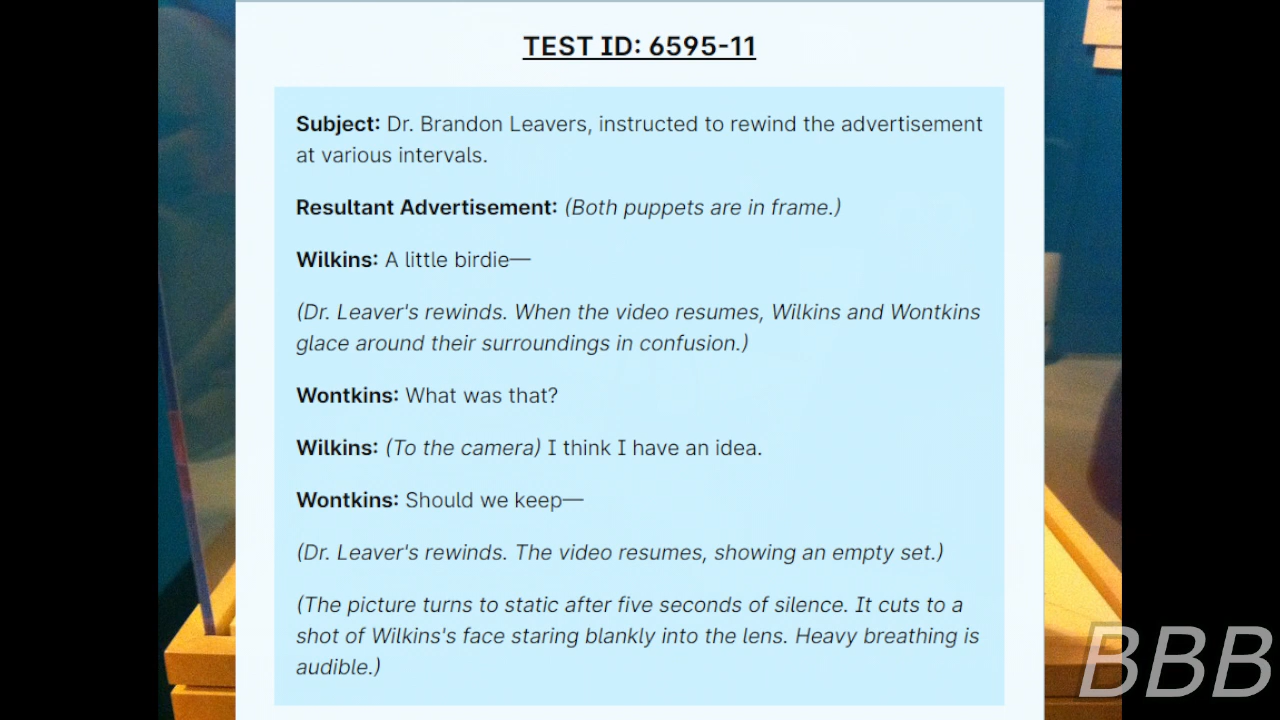 TEST ID: 6595-11
Subject: Dr. Brandon Leavers, instructed to rewind the advertisement
at various intervals.
Resultant Advertisement: (Both puppets are in frame.)
Wilkins: A little birdie—
(Dr. Leaver's rewinds. When the video resumes, Wilkins and Wontkins
glace around their surroundings in confusion.)
Wontkins: What was that?
Wilkins: (To the camera) I think I have an idea.
Wontkins: Should we keep—
(Dr. Leaver's rewinds. The video resumes, showing an empty set.)
(The picture turns to static after five seconds of silence. It cuts to a
shot of Wilkins's face staring blankly into the lens. Heavy breathing is
audible.)
BBB